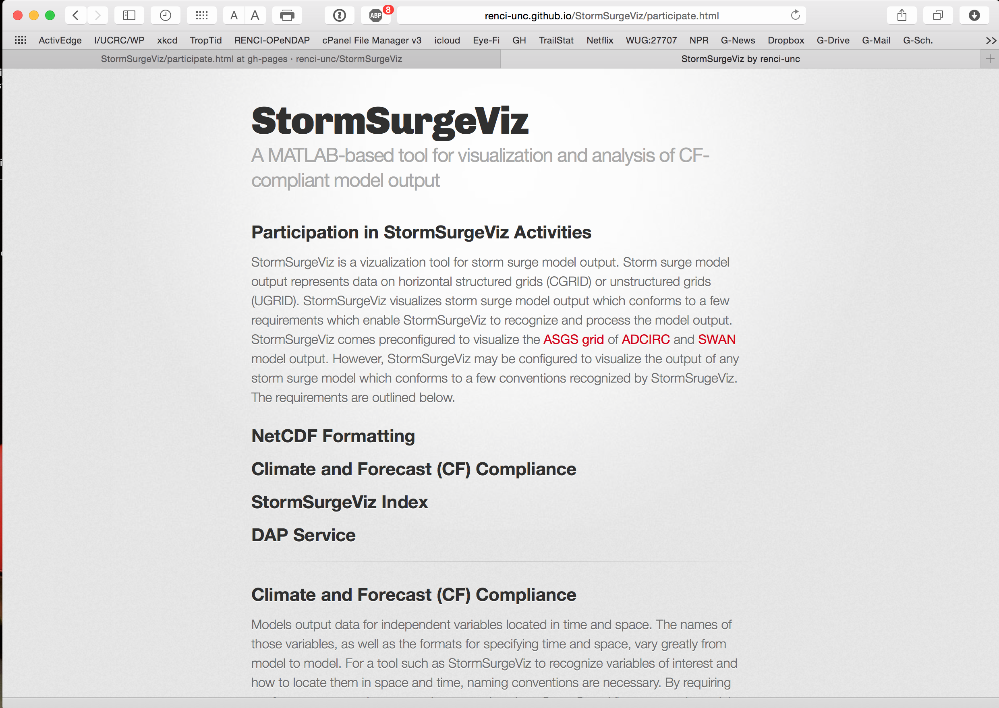 ABP
8
renci-unc.github.io/StormSurgeViz/participate.html
ActivEdge I/UCRC/WP xkcd TropTid RENCI-OPeNDAP cPanel File Manager v3 icloud Eye-Fi GH TrailStat Netflix WUG:27707 NPR G-News Dropbox G-Drive G-Mail G-Sch.
StormSurgeViz/participate.html at gh-pages · renci-unc/StormSurgeViz
StormSurgeViz by renci-unc
StormSurgeViz
A MATLAB-based tool for visualization and analysis of CF-
compliant model output
Participation in StormSurgeViz Activities
StormSurgeViz is a vizualization tool for storm surge model output. Storm surge model
output represents data on horizontal structured grids (CGRID) or unstructured grids
(UGRID). StormSurgeViz visualizes storm surge model output which conforms to a few
requirements which enable StormSurgeViz to recognize and process the model output.
StormSurgeViz comes preconfigured to visualize the ASGS grid of ADCIRC and SWAN
model output. However, StormSurgeViz may be configured to visualize the output of any
storm surge model which conforms to a few conventions recognized by StormSrugeViz.
The requirements are outlined below.
NetCDF Formatting
Climate and Forecast (CF) Compliance
StormSurgeViz Index
DAP Service
Climate and Forecast (CF) Compliance
Models output data for independent variables located in time and space. The names of
those variables, as well as the formats for specifying time and space, vary greatly from
model to model. For a tool such as StormSurgeViz to recognize variables of interest and
how to locate them in space and time, naming conventions are necessary. By requiring